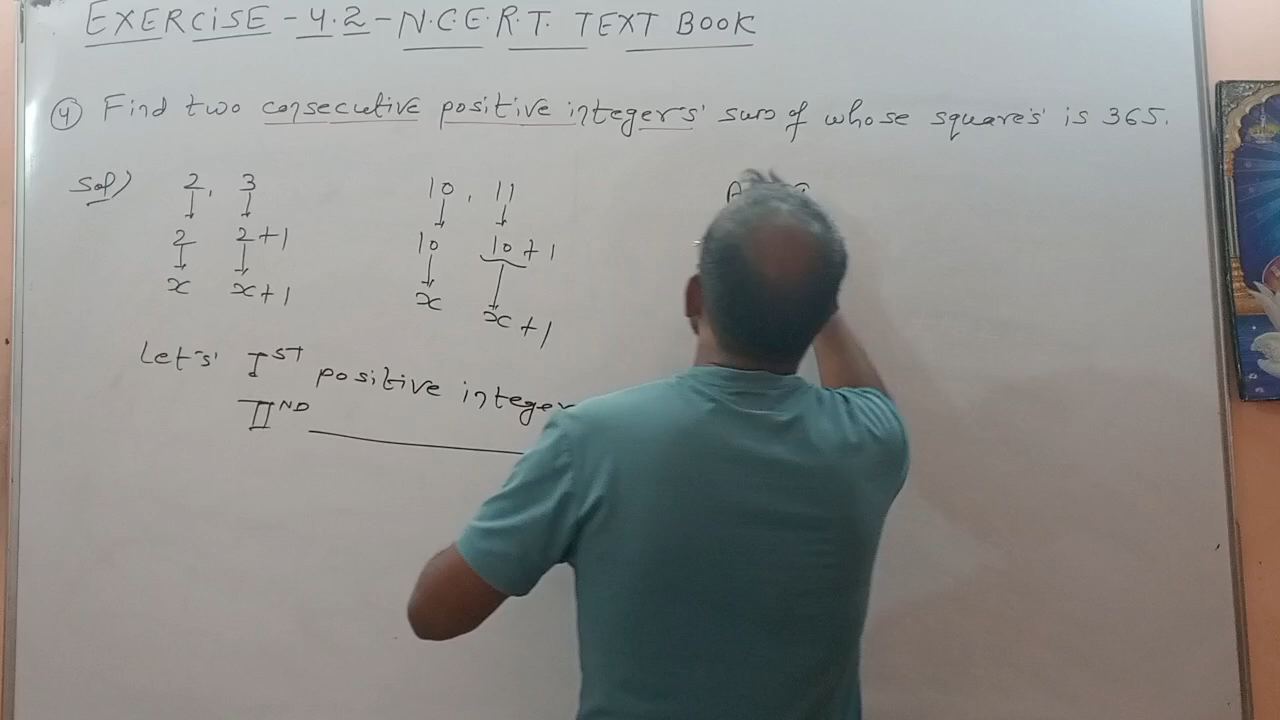 EXERCISE - 4.2 - N.C.E.R.T. TEXT BOOK
④ Find two consecutive positive integer's' sum of whose squares' is 365.
Sol) 2, 3 10, 11
2 2+1 10 10+1
x x+1 x x+1
Let's' Iˢᵀ positive integer
IIᴺᴰ